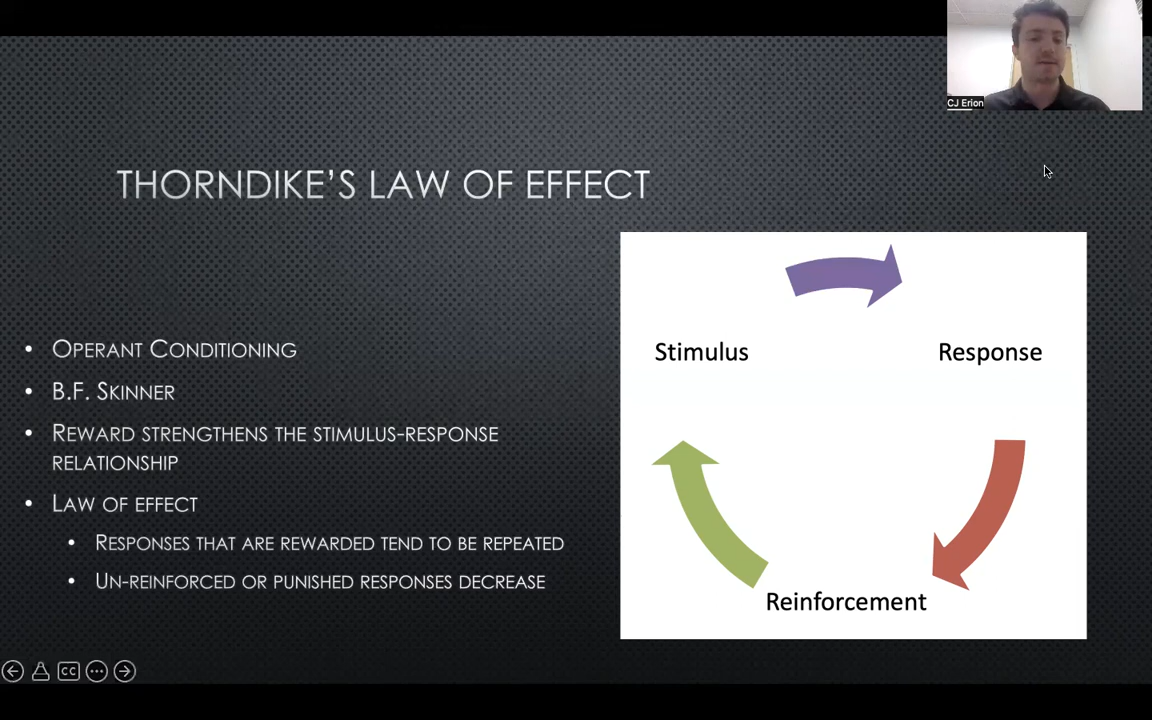 CJ Erion
THORNDIKE'S LAW OF EFFECT
• OPERANT CONDITIONING
• B.F. SKINNER
• REWARD STRENGTHENS THE STIMULUS-RESPONSE
RELATIONSHIP
• LAW OF EFFECT
• RESPONSES THAT ARE REWARDED TEND TO BE REPEATED
• UN-REINFORCED OR PUNISHED RESPONSES DECREASE
Stimulus
Response
Reinforcement
CC